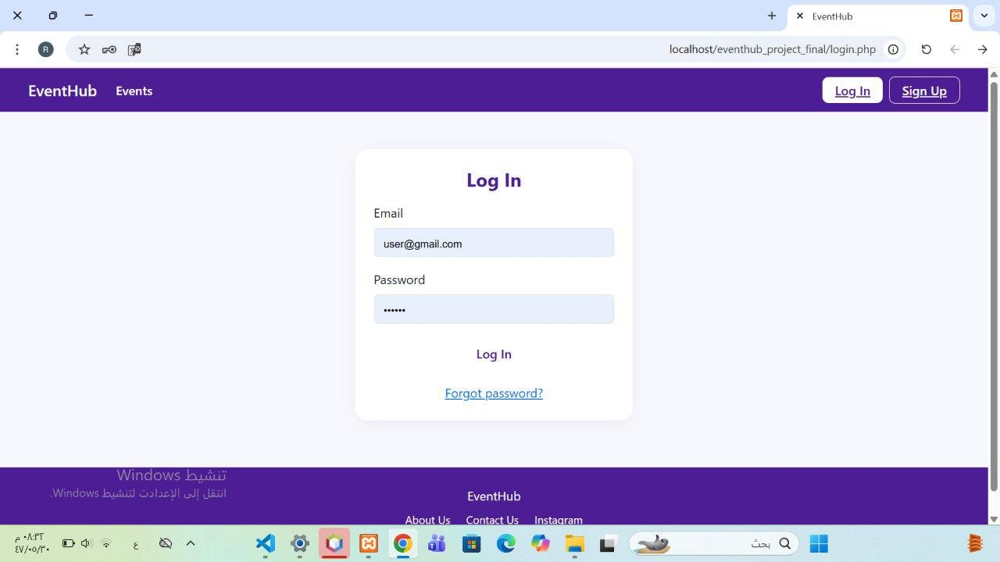 EventHub
localhost/eventhub_project_final/login.php
R
EventHub
Events
Log In
Sign Up
Log In
Email
user@gmail.com
Password
••••••
Log In
Forgot password?
تنشيط Windows
انتقل إلى الإعدادت لتنشيط Windows.
EventHub
About Us
Contact Us
Instagram
بحث
ع
٠٨:٣٢ م
٤٧/٠٥/٣٠